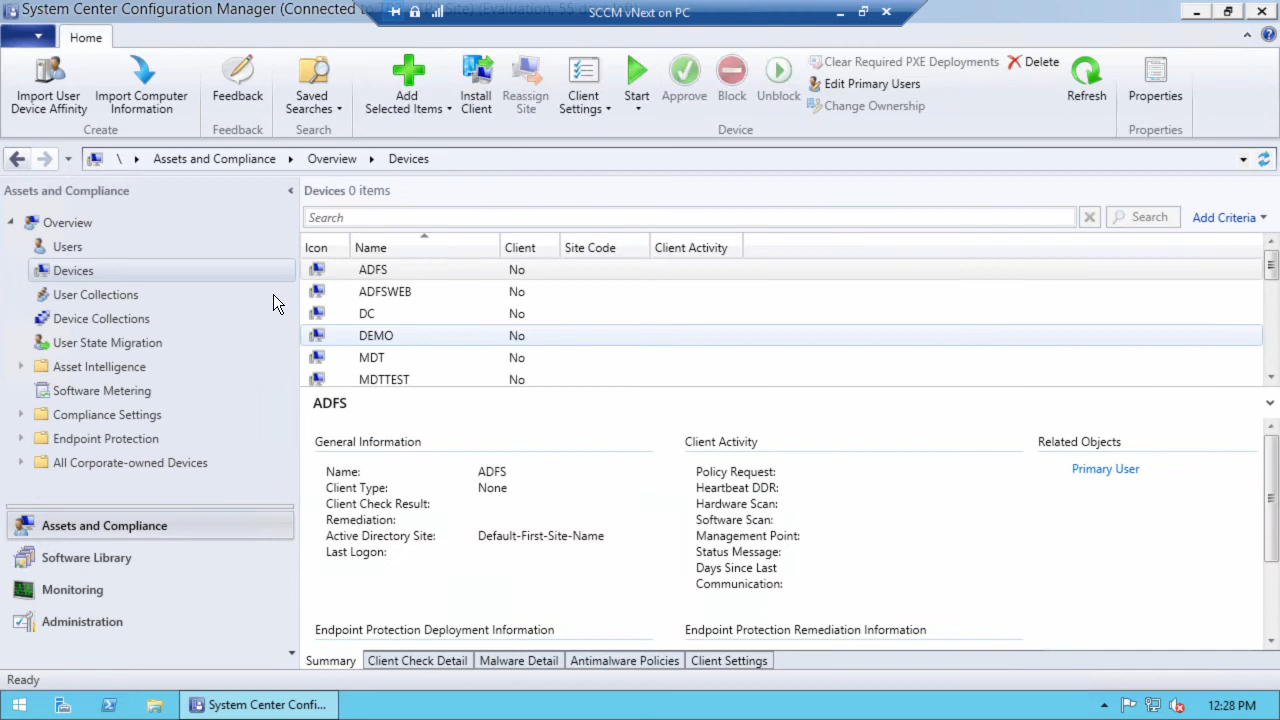 System Center Configuration Manager (Connected to
SCCM vNext on PC
Home
Import User
Device Affinity
Import Computer
Information
Create
Feedback
Feedback
Saved
Searches
Search
Add
Selected Items
Install
Client
Reassign
Site
Client
Settings
Start
Approve
Block
Unblock
Clear Required PXE Deployments
Edit Primary Users
Change Ownership
Delete
Device
Refresh
Properties
Properties
\ Assets and Compliance Overview Devices
Assets and Compliance
Overview
Users
Devices
User Collections
Device Collections
User State Migration
Asset Intelligence
Software Metering
Compliance Settings
Endpoint Protection
All Corporate-owned Devices
Assets and Compliance
Software Library
Monitoring
Administration
Devices 0 items
Search
Search
Add Criteria
Icon Name Client Site Code Client Activity
ADFS No
ADFSWEB No
DC No
DEMO No
MDT No
MDTTEST No
ADFS
General Information
Name: ADFS
Client Type: None
Client Check Result:
Remediation:
Active Directory Site: Default-First-Site-Name
Last Logon:
Client Activity
Policy Request:
Heartbeat DDR:
Hardware Scan:
Software Scan:
Management Point:
Status Message:
Days Since Last
Communication:
Related Objects
Primary User
Endpoint Protection Deployment Information
Endpoint Protection Remediation Information
Summary Client Check Detail Malware Detail Antimalware Policies Client Settings
Ready
System Center Confi...
12:28 PM